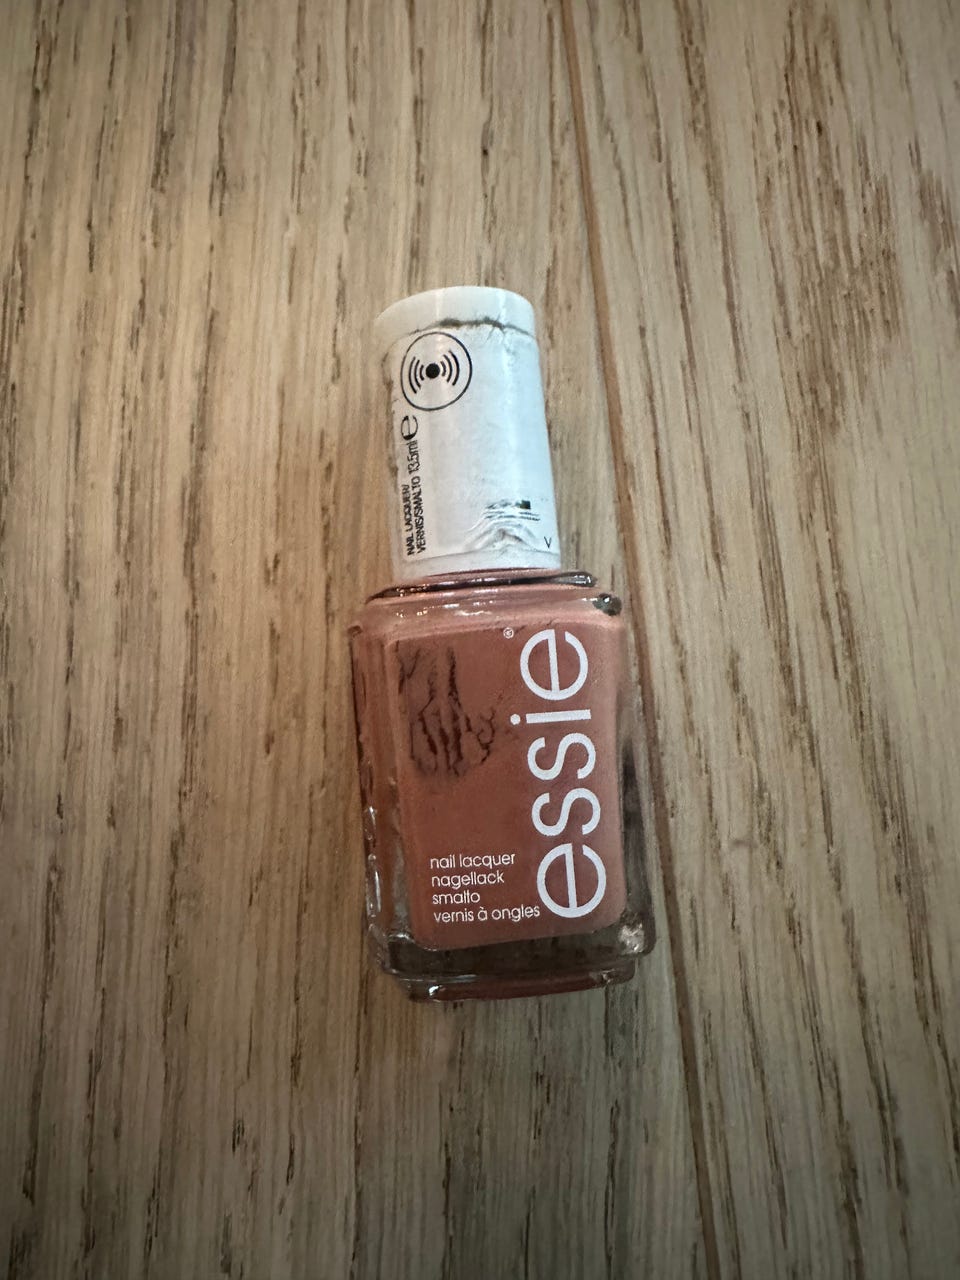 NAIL LACQUER/
VERNIS/SMALTO 13.5ml e
V
essie®
nail lacquer
nagellack
smalto
vernis à ongles